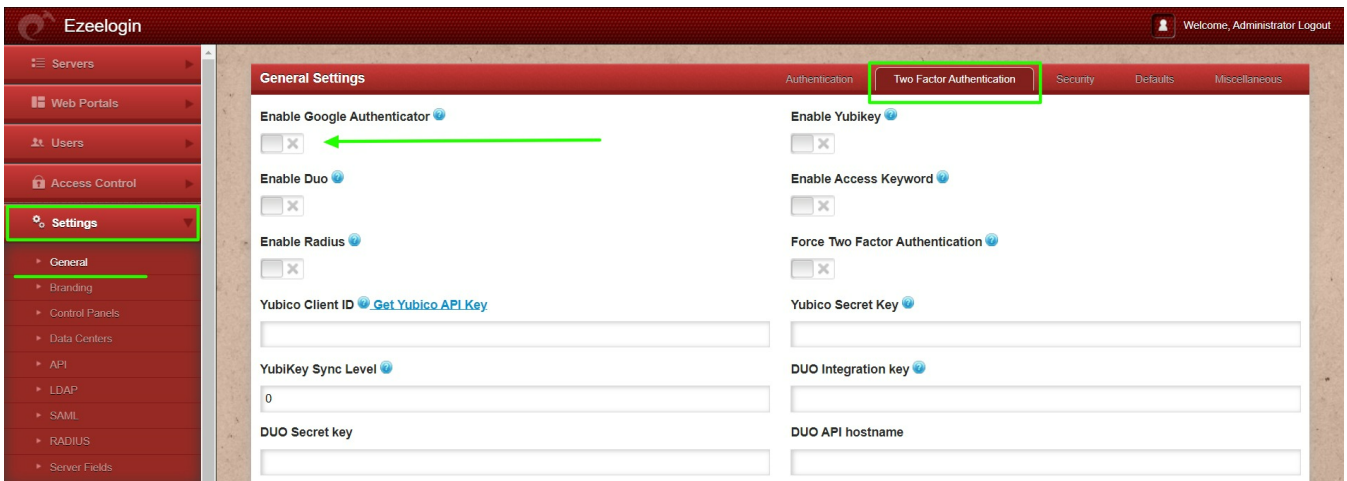 Ezeelogin
Welcome, Administrator Logout
Servers
Web Portals
Users
Access Control
Settings
General
Branding
Control Panels
Data Centers
API
LDAP
SAML
RADIUS
Server Fields
General Settings
Authentication
Two Factor Authentication
Security
Defaults
Miscellaneous
Enable Google Authenticator
Enable Yubikey
Enable Duo
Enable Access Keyword
Enable Radius
Force Two Factor Authentication
Yubico Client ID Get Yubico API Key
Yubico Secret Key
YubiKey Sync Level
DUO Integration key
0
DUO Secret key
DUO API hostname